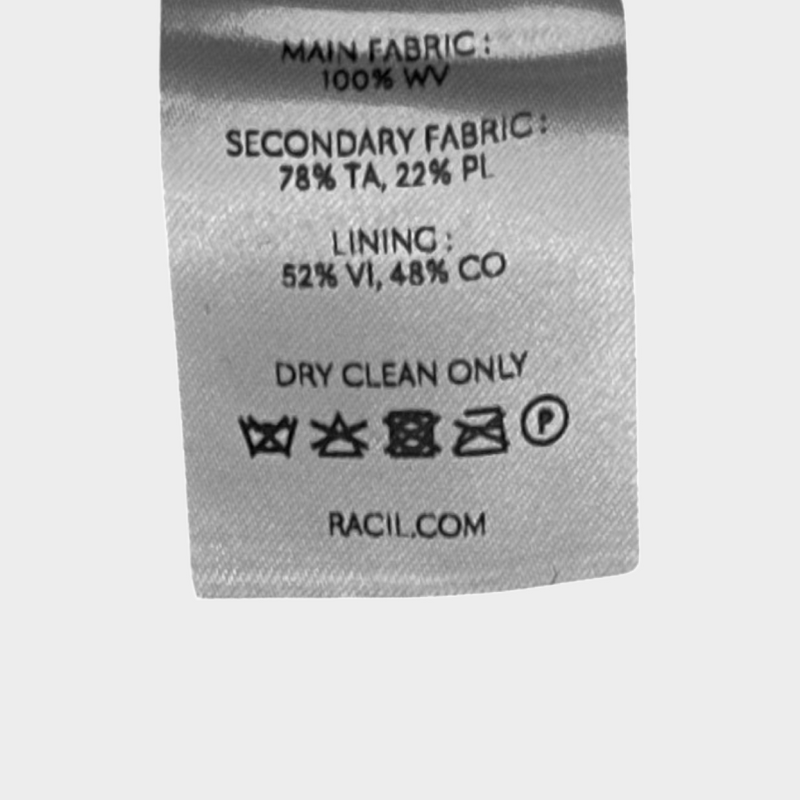 MAIN FABRIC :
100% WV
SECONDARY FABRIC :
78% TA, 22% PL
LINING :
52% VI, 48% CO
DRY CLEAN ONLY
P
RACIL.COM